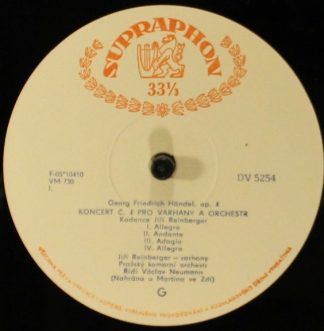 SUPRAPHON
33⅓
F-05*10410
VM 730
I.
DV 5254
Georg Friedrich Händel, op. 4
KONCERT Č. 4 PRO VARHANY A ORCHESTR
Kadence Jiří Reinberger
I. Allegro
II. Andante
III. Adagio
IV. Allegro
Jiří Reinberger - varhany
Pražský komorní orchestr
Řídí Václav Neumann
(Nahráno u Martina ve Zdi)
G